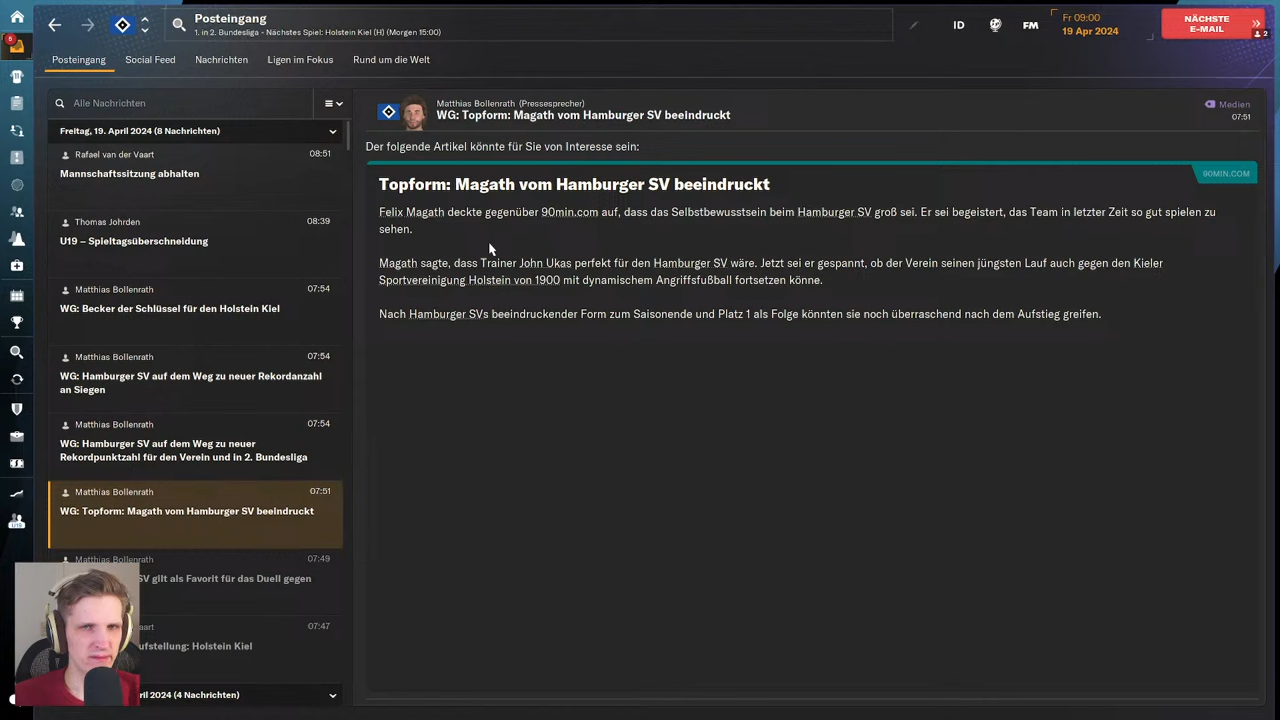 Posteingang
1. in 2. Bundesliga - Nächstes Spiel: Holstein Kiel (H) (Morgen 15:00)
ID
FM
Fr 09:00
19 Apr 2024
NÄCHSTE
E-MAIL
2
6
Posteingang
Social Feed
Nachrichten
Ligen im Fokus
Rund um die Welt
Alle Nachrichten
Freitag, 19. April 2024 (8 Nachrichten)
Rafael van der Vaart
08:51
Mannschaftssitzung abhalten
Thomas Johrden
08:39
U19 – Spieltagsüberschneidung
Matthias Bollenrath
07:54
WG: Becker der Schlüssel für den Holstein Kiel
Matthias Bollenrath
07:54
WG: Hamburger SV auf dem Weg zu neuer Rekordanzahl
an Siegen
Matthias Bollenrath
07:54
WG: Hamburger SV auf dem Weg zu neuer
Rekordpunktzahl für den Verein und in 2. Bundesliga
Matthias Bollenrath
07:51
WG: Topform: Magath vom Hamburger SV beeindruckt
Matthias Bollenrath
07:49
SV gilt als Favorit für das Duell gegen
07:47
Holstein Kiel
2024 (4 Nachrichten)
U19
Matthias Bollenrath (Pressesprecher)
WG: Topform: Magath vom Hamburger SV beeindruckt
Medien
07:51
Der folgende Artikel könnte für Sie von Interesse sein:
90MIN.COM
Topform: Magath vom Hamburger SV beeindruckt
Felix Magath deckte gegenüber 90min.com auf, dass das Selbstbewusstsein beim Hamburger SV groß sei. Er sei begeistert, das Team in letzter Zeit so gut spielen zu
sehen.
Magath sagte, dass Trainer John Ukas perfekt für den Hamburger SV wäre. Jetzt sei er gespannt, ob der Verein seinen jüngsten Lauf auch gegen den Kieler
Sportvereinigung Holstein von 1900 mit dynamischem Angriffsfußball fortsetzen könne.
Nach Hamburger SVs beeindruckender Form zum Saisonende und Platz 1 als Folge könnten sie noch überraschend nach dem Aufstieg greifen.